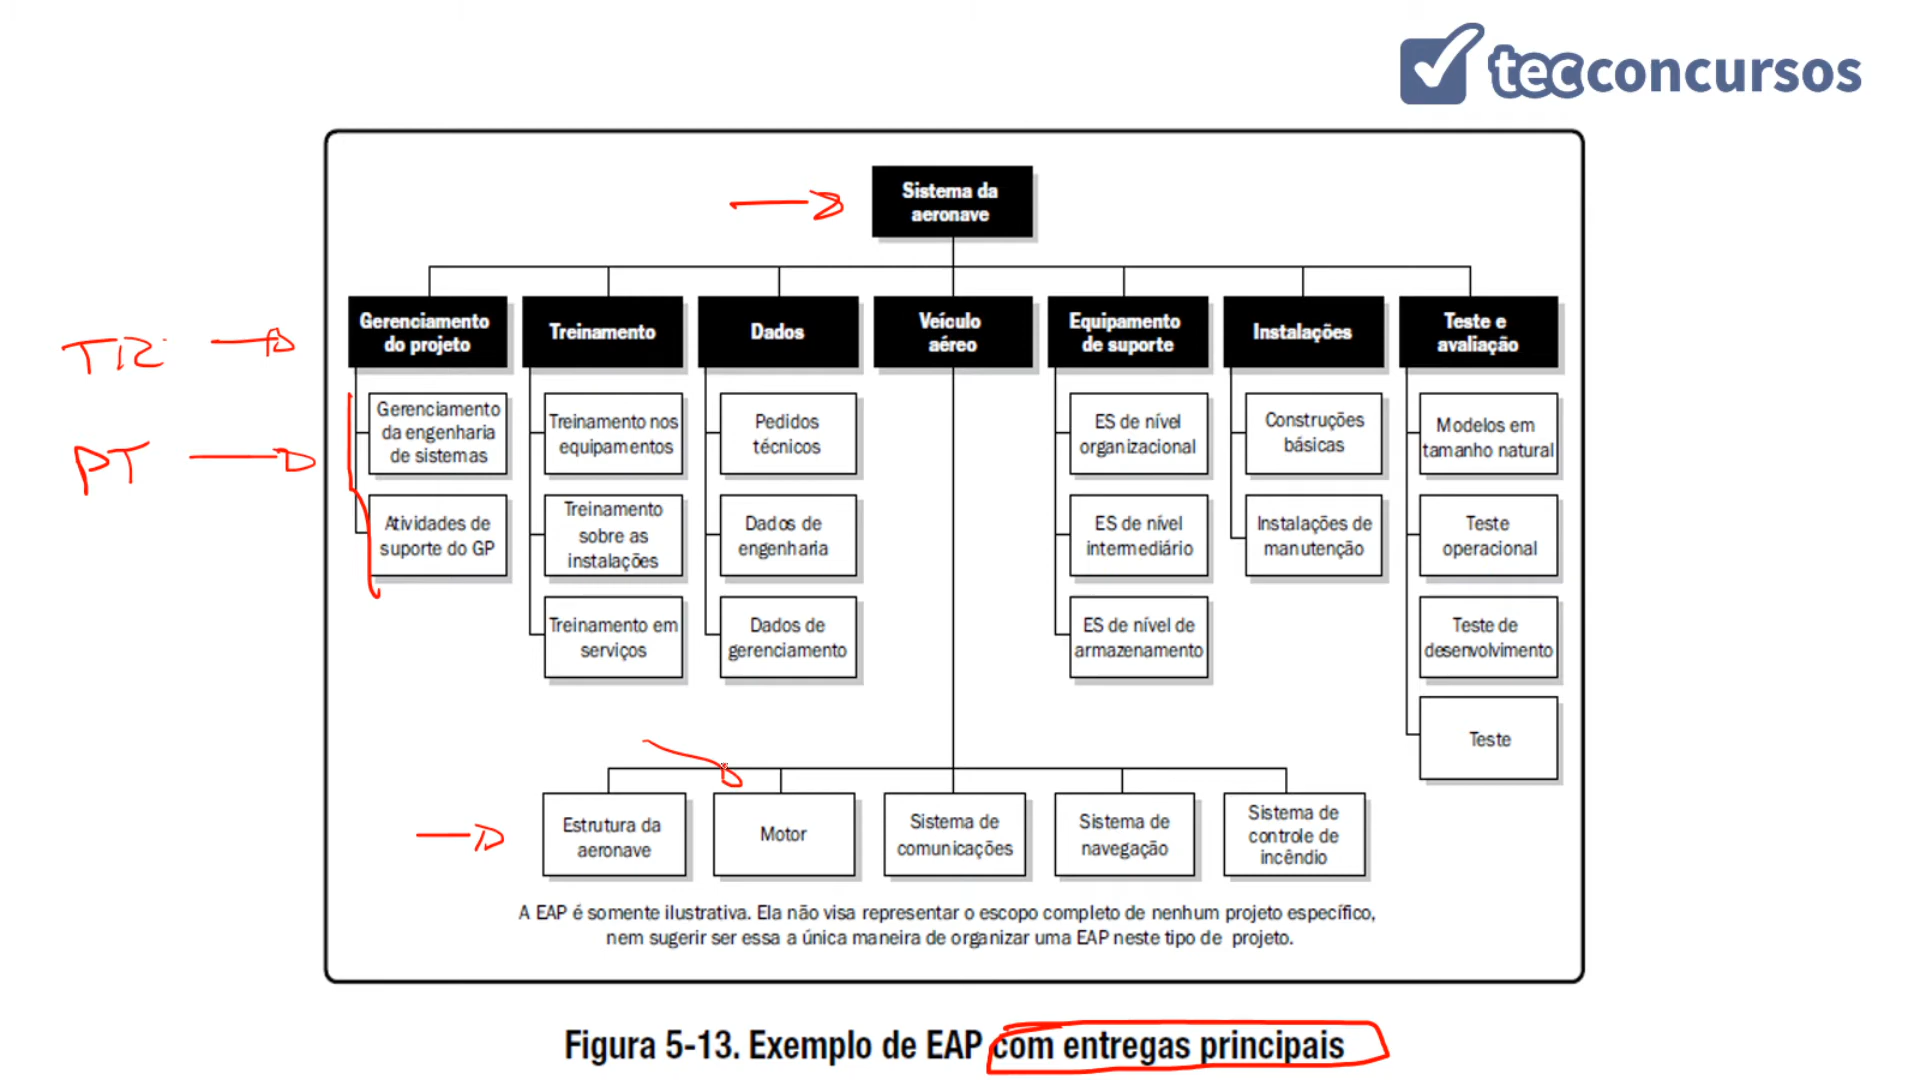 tecconcursos
Sistema da
aeronave
TR
Gerenciamento
do projeto
Treinamento
Dados
Veículo
aéreo
Equipamento
de suporte
Instalações
Teste e
avaliação
PT
Gerenciamento
da engenharia
de sistemas
Atividades de
suporte do GP
Treinamento nos
equipamentos
Treinamento
sobre as
instalações
Treinamento em
serviços
Pedidos
técnicos
Dados de
engenharia
Dados de
gerenciamento
ES de nível
organizacional
ES de nível
intermediário
ES de nível de
armazenamento
Construções
básicas
Instalações de
manutenção
Modelos em
tamanho natural
Teste
operacional
Teste de
desenvolvimento
Teste
Estrutura da
aeronave
Motor
Sistema de
comunicações
Sistema de
navegação
Sistema de
controle de
incêndio
A EAP é somente ilustrativa. Ela não visa representar o escopo completo de nenhum projeto específico,
nem sugerir ser essa a única maneira de organizar uma EAP neste tipo de projeto.
Figura 5-13. Exemplo de EAP com entregas principais